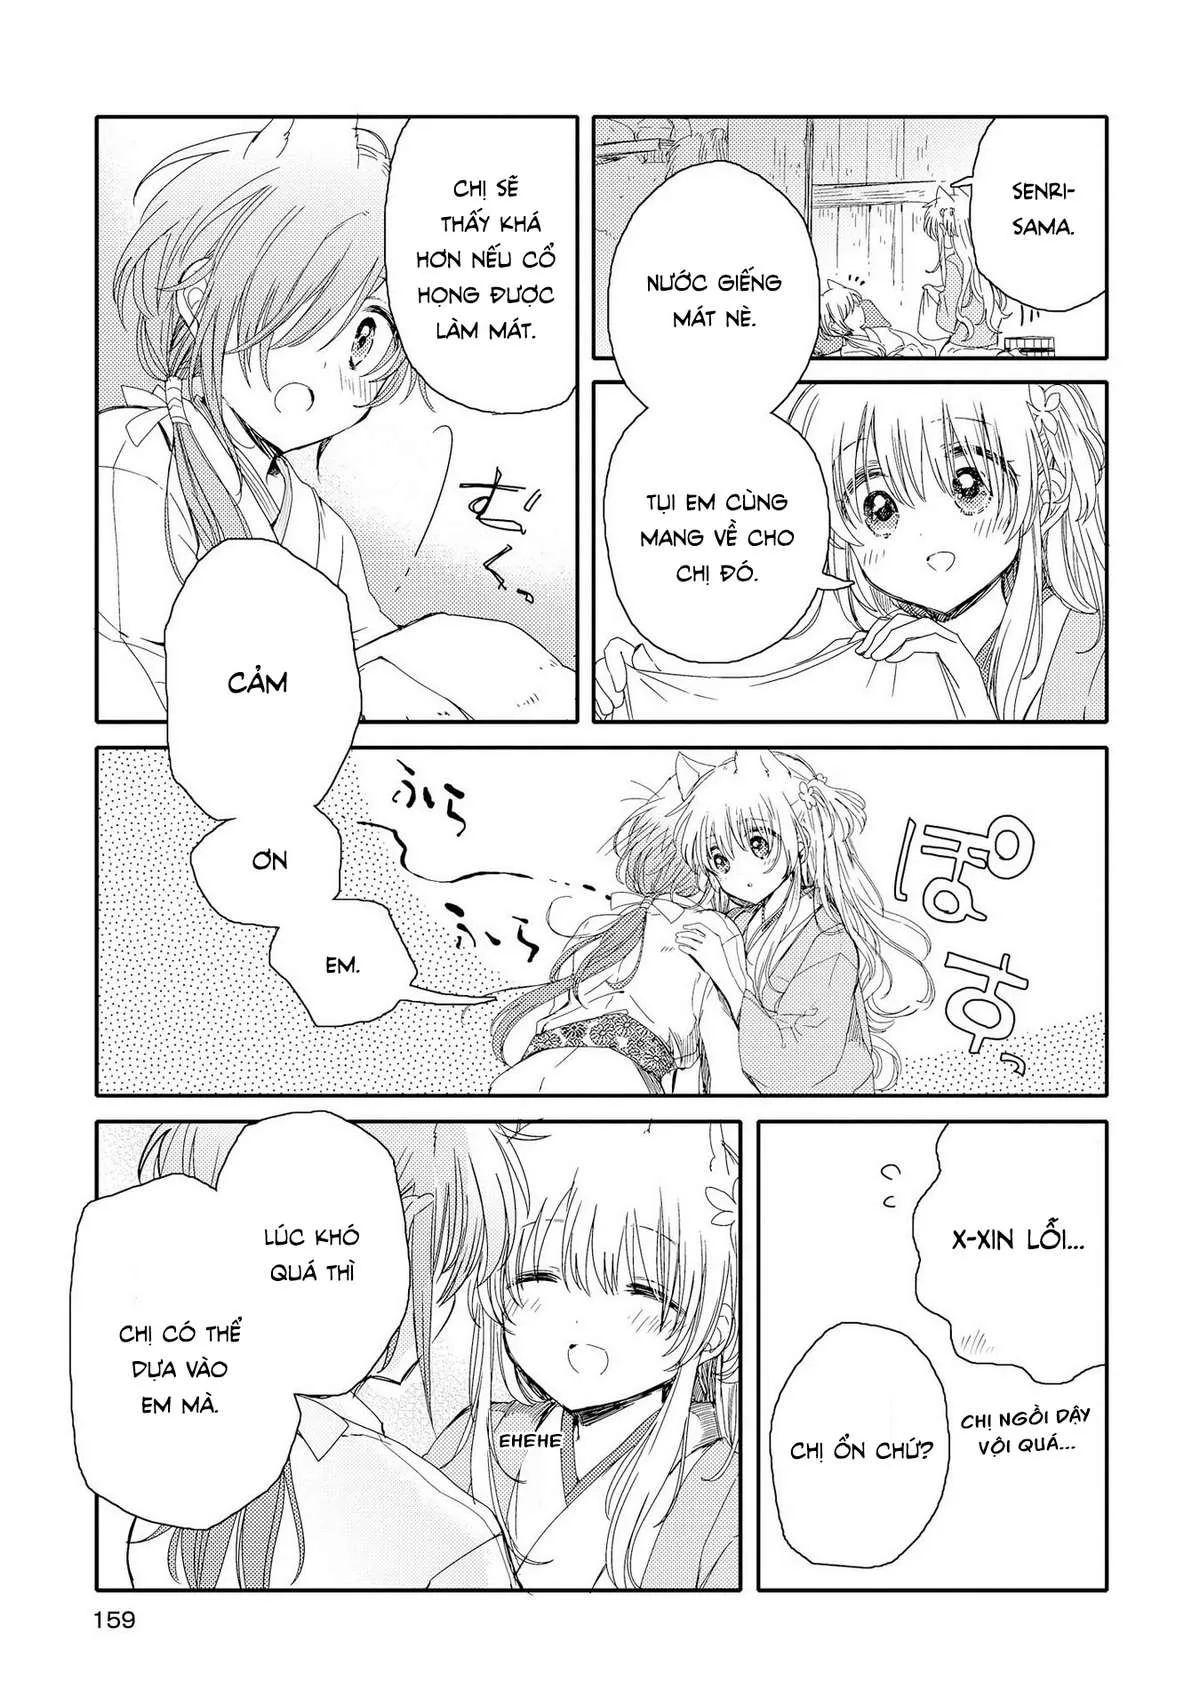 SENRI-
SAMA.
NƯỚC GIẾNG
MÁT NÈ.
TỤI EM CÙNG
MANG VỀ CHO
CHỊ ĐÓ.
CHỊ SẼ
THẤY KHÁ
HƠN NẾU CỔ
HỌNG ĐƯỢC
LÀM MÁT.
むく
CẢM
ƠN
EM.
ふら
ふら
ぽす
X-XIN LỖI...
CHỊ NGỒI DẬY
VỘI QUÁ...
CHỊ ỔN CHỨ?
LÚC KHÓ
QUÁ THÌ
CHỊ CÓ THỂ
DỰA VÀO
EM MÀ.
EHEHE
159